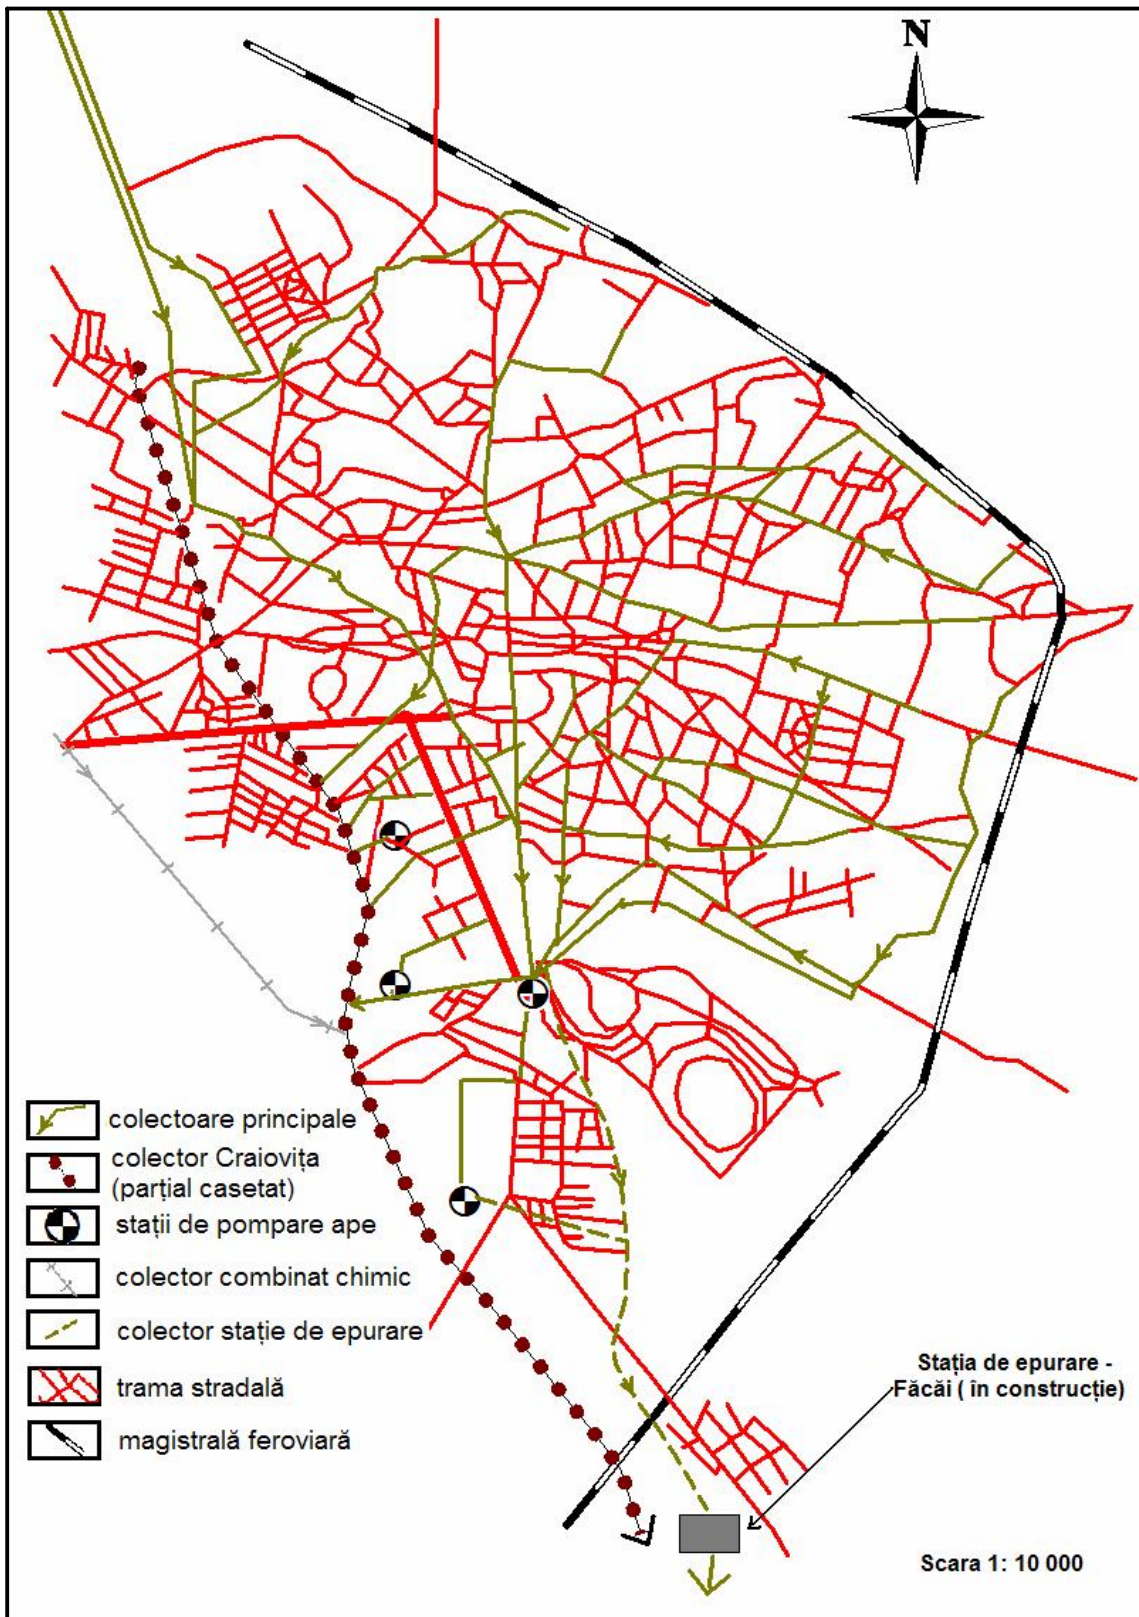 N
colectoare principale
colector Craiovița
(parțial casetat)
stații de pompare ape
colector combinat chimic
colector stație de epurare
trama stradală
magistrală feroviară
Stația de epurare -
Făcăi ( în construcție)
Scara 1: 10 000